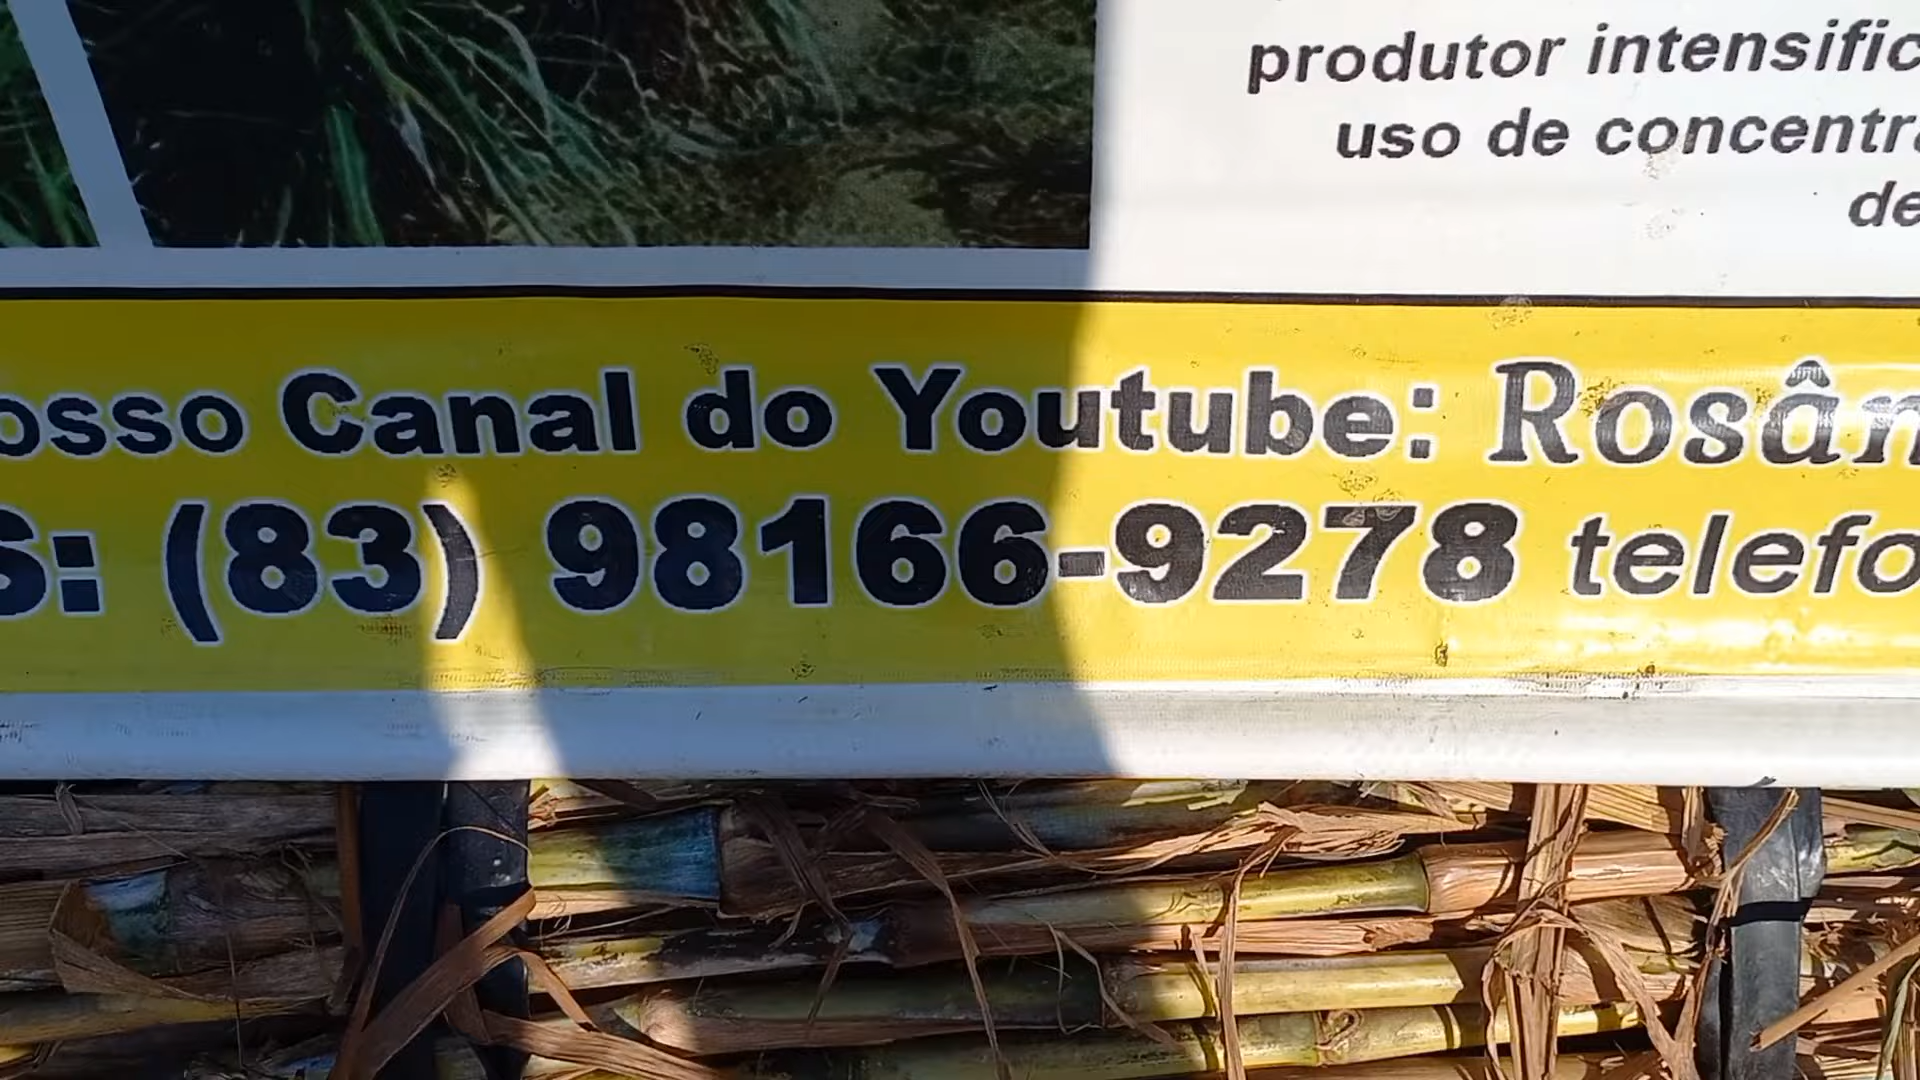 produtor intensific
uso de concentra
de
osso Canal do Youtube: Rosân
S: (83) 98166-9278 telefo